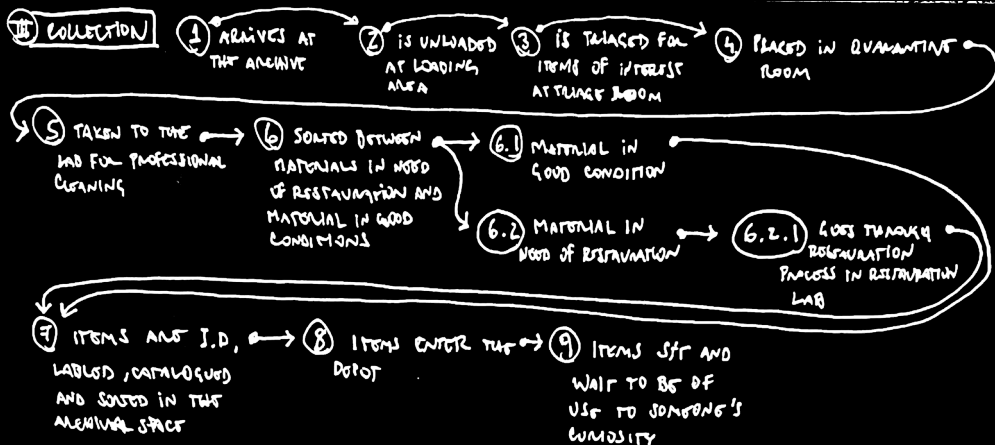 III COLLECTION
1 ARRIVES AT
THE ARCHIVE
2 IS UNLOADED
AT LOADING
AREA
3 IS TRIAGED FOR
ITEMS OF INTEREST
AT TRIAGE ROOM
4 PLACED IN QUARANTINE
ROOM
5 TAKEN TO THE
LAB FOR PROFESSIONAL
CLEANING
6 SORTED BETWEEN
MATERIALS IN NEED
OF RESTAURATION AND
MATERIAL IN GOOD
CONDITIONS
6.1 MATERIAL IN
GOOD CONDITION
6.2 MATERIAL IN
NEED OF RESTAURATION
6.2.1 GOES THROUGH
RESTAURATION
PROCESS IN RESTAURATION
LAB
7 ITEMS ARE I.D,
LABLED, CATALOGUED
AND SORTED IN THE
ARCHIVAL SPACE
8 ITEMS ENTER THE
DEPOT
9 ITEMS SIT AND
WAIT TO BE OF
USE TO SOMEONE'S
CURIOSITY